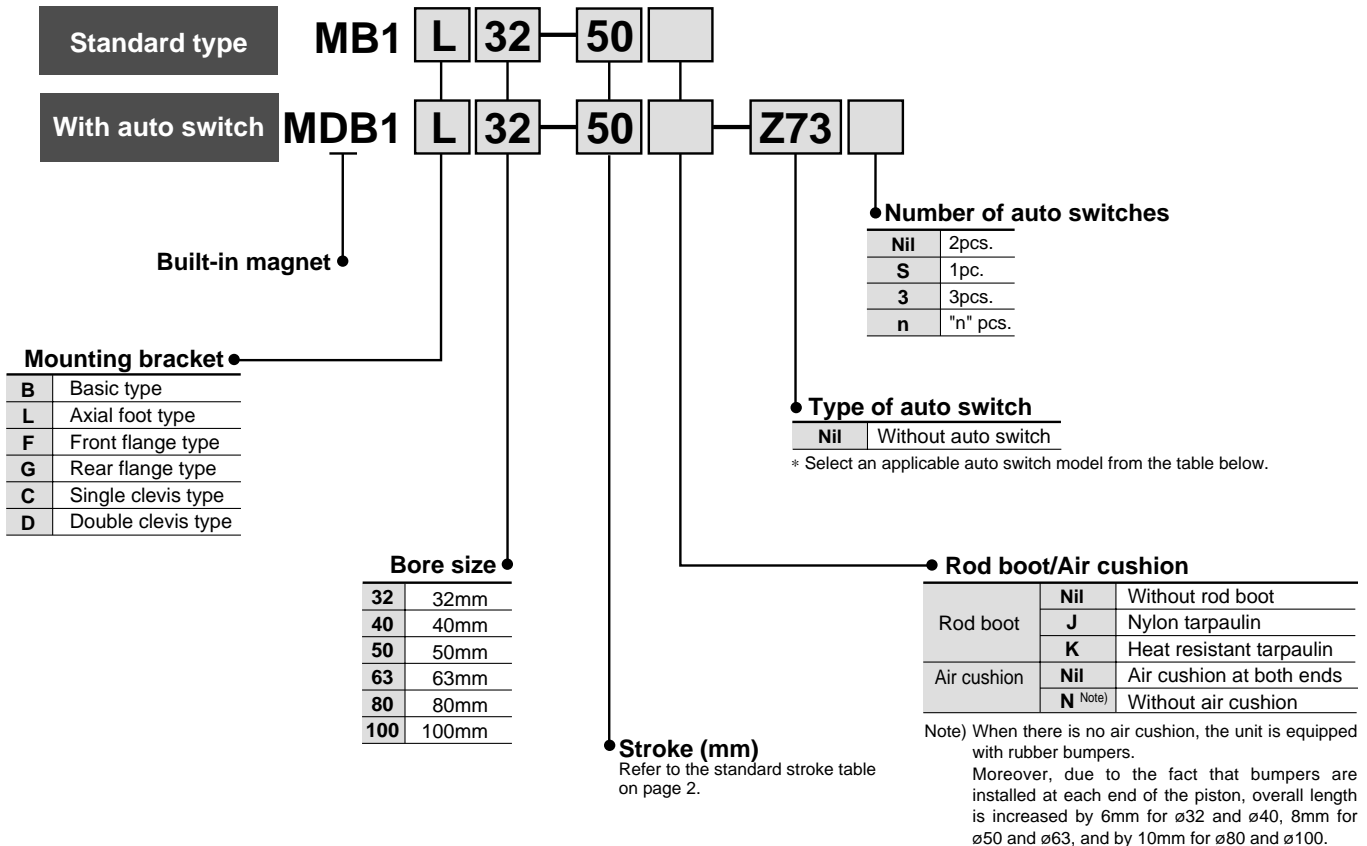 Standard type MB1 L 32 50
With auto switch MDB1 L 32 50 Z73
Built-in magnet
Number of auto switches
Nil 2pcs.
S 1pc.
3 3pcs.
n "n" pcs.
Mounting bracket
B Basic type
L Axial foot type
F Front flange type
G Rear flange type
C Single clevis type
D Double clevis type
Type of auto switch
Nil Without auto switch
* Select an applicable auto switch model from the table below.
Bore size
32 32mm
40 40mm
50 50mm
63 63mm
80 80mm
100 100mm
Stroke (mm)
Refer to the standard stroke table
on page 2.
Rod boot/Air cushion
Rod boot Nil Without rod boot
J Nylon tarpaulin
K Heat resistant tarpaulin
Air cushion Nil Air cushion at both ends
N Note) Without air cushion
Note) When there is no air cushion, the unit is equipped
with rubber bumpers.
Moreover, due to the fact that bumpers are
installed at each end of the piston, overall length
is increased by 6mm for ø32 and ø40, 8mm for
ø50 and ø63, and by 10mm for ø80 and ø100.